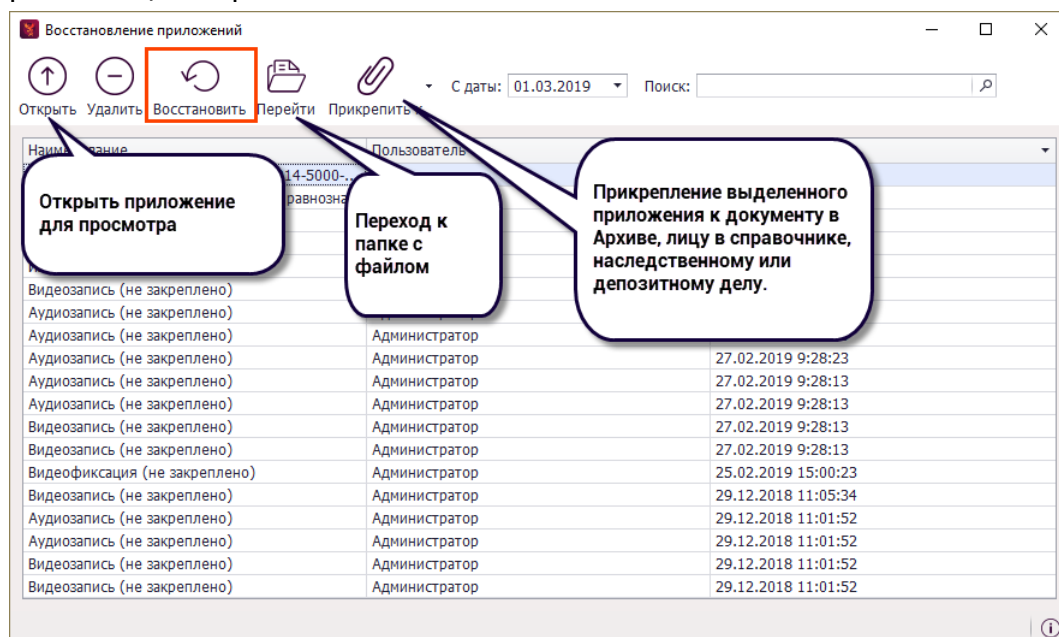 Восстановление приложений
С даты: 01.03.2019 Поиск:
Открыть Удалить Восстановить Перейти Прикрепить к
Наименование Пользователь
14-5000-...
равнозна
Открыть приложение
для просмотра
Переход к
папке с
файлом
Прикрепление выделенного
приложения к документу в
Архиве, лицу в справочнике,
наследственному или
депозитному делу.
Видеозапись (не закреплено)
Аудиозапись (не закреплено)
Аудиозапись (не закреплено) Администратор
Аудиозапись (не закреплено) Администратор 27.02.2019 9:28:23
Аудиозапись (не закреплено) Администратор 27.02.2019 9:28:13
Аудиозапись (не закреплено) Администратор 27.02.2019 9:28:13
Видеозапись (не закреплено) Администратор 27.02.2019 9:28:13
Видеозапись (не закреплено) Администратор 27.02.2019 9:28:13
Видеофиксация (не закреплено) Администратор 25.02.2019 15:00:23
Видеозапись (не закреплено) Администратор 29.12.2018 11:05:34
Аудиозапись (не закреплено) Администратор 29.12.2018 11:01:52
Аудиозапись (не закреплено) Администратор 29.12.2018 11:01:52
Видеозапись (не закреплено) Администратор 29.12.2018 11:01:52
Видеозапись (не закреплено) Администратор 29.12.2018 11:01:52